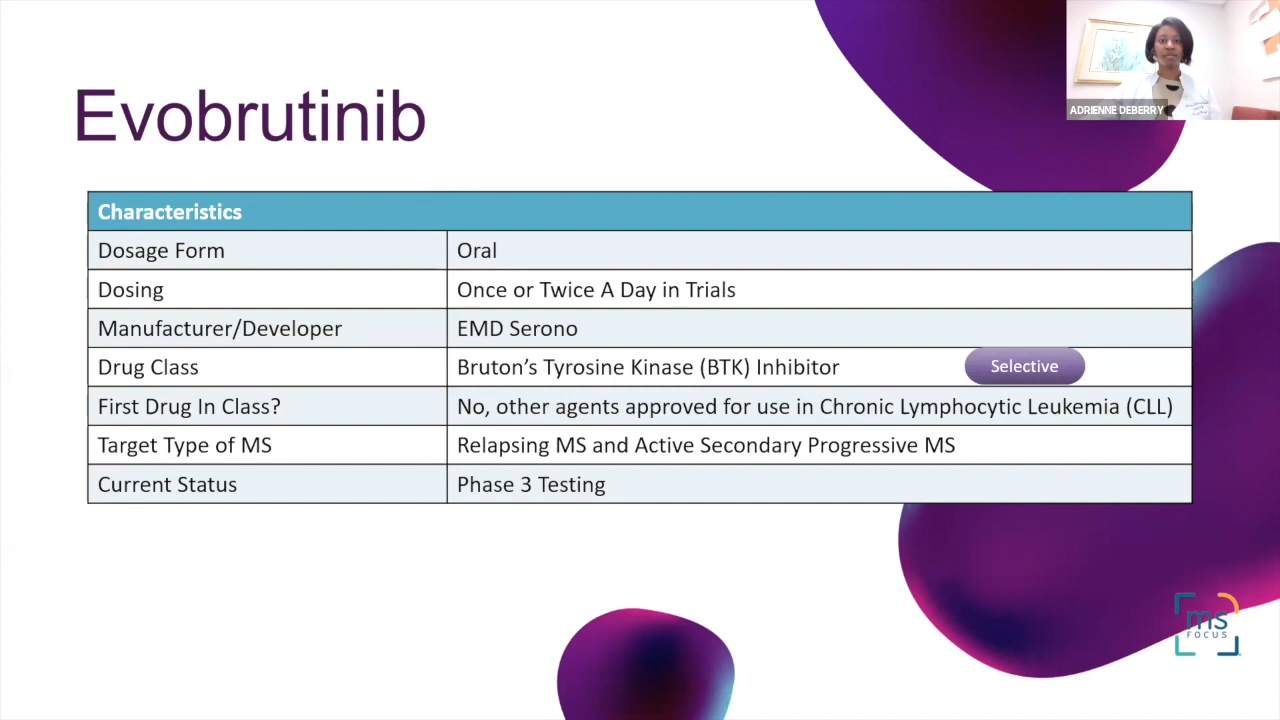 Evobrutinib
ADRIENNE DEBERRY
Characteristics
Dosage Form Oral
Dosing Once or Twice A Day in Trials
Manufacturer/Developer EMD Serono
Drug Class Bruton’s Tyrosine Kinase (BTK) Inhibitor Selective
First Drug In Class? No, other agents approved for use in Chronic Lymphocytic Leukemia (CLL)
Target Type of MS Relapsing MS and Active Secondary Progressive MS
Current Status Phase 3 Testing
ms
FOCUS